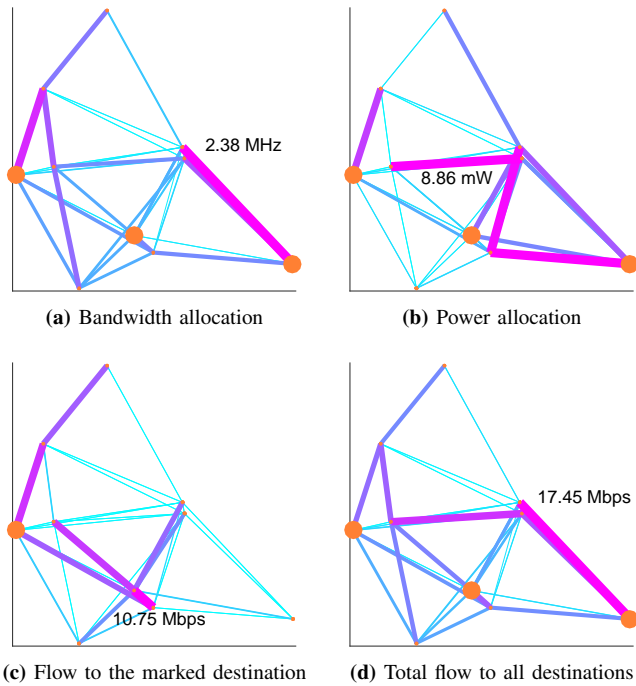 2.38 MHz
8.86 mW
(a) Bandwidth allocation
(b) Power allocation
17.45 Mbps
10.75 Mbps
(c) Flow to the marked destination
(d) Total flow to all destinations